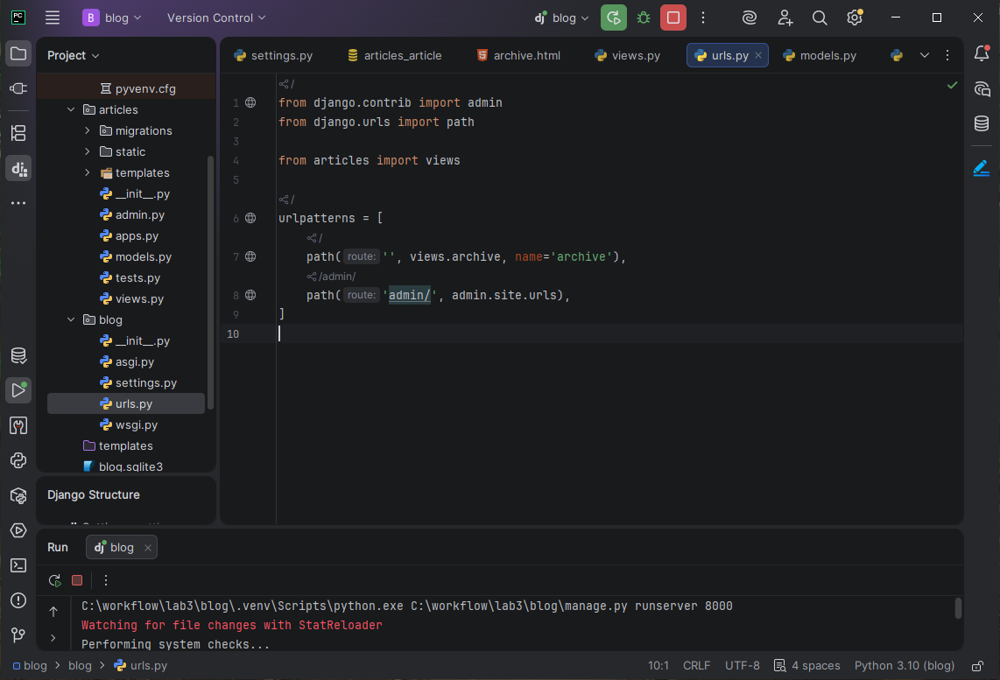 PC
B blog Version Control dj blog
Project
settings.py articles_article archive.html views.py urls.py models.py
pyvenv.cfg
articles
migrations
static
templates
__init__.py
admin.py
apps.py
models.py
tests.py
views.py
blog
__init__.py
asgi.py
settings.py
urls.py
wsgi.py
templates
blog.sqlite3
Django Structure
/
1 from django.contrib import admin
2 from django.urls import path
3
4 from articles import views
5
/
6 urlpatterns = [
/
7 path( route: '', views.archive, name='archive'),
/admin/
8 path( route: 'admin/', admin.site.urls),
9 ]
10
Run dj blog
C:\workflow\lab3\blog\.venv\Scripts\python.exe C:\workflow\lab3\blog\manage.py runserver 8000
Watching for file changes with StatReloader
Performing system checks...
blog > blog > urls.py 10:1 CRLF UTF-8 4 spaces Python 3.10 (blog)